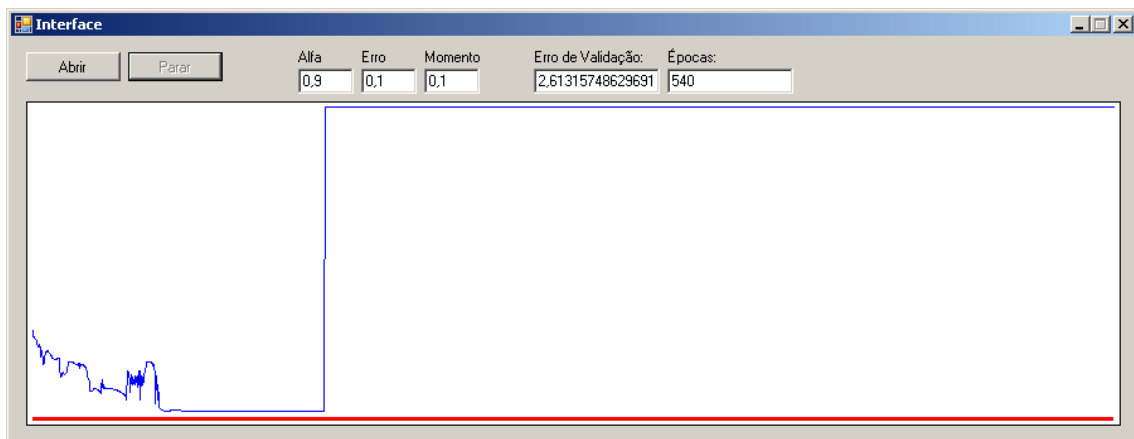 Interface
Abrir
Parar
Alfa
0,9
Erro
0,1
Momento
0,1
Erro de Validação:
2,61315748629691
Épocas:
540